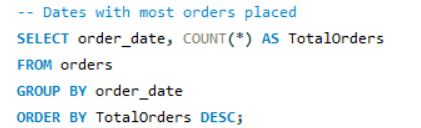 -- Dates with most orders placed
SELECT order_date, COUNT(*) AS TotalOrders
FROM orders
GROUP BY order_date
ORDER BY TotalOrders DESC;